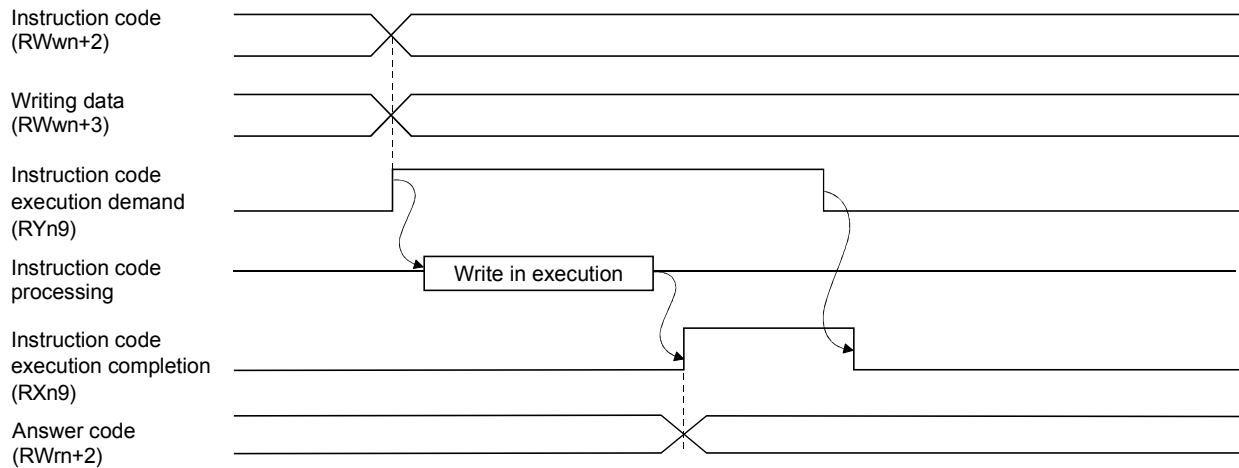 Instruction code
(RWwn+2)
Writing data
(RWwn+3)
Instruction code
execution demand
(RYn9)
Instruction code
processing
Write in execution
Instruction code
execution completion
(RXn9)
Answer code
(RWrn+2)